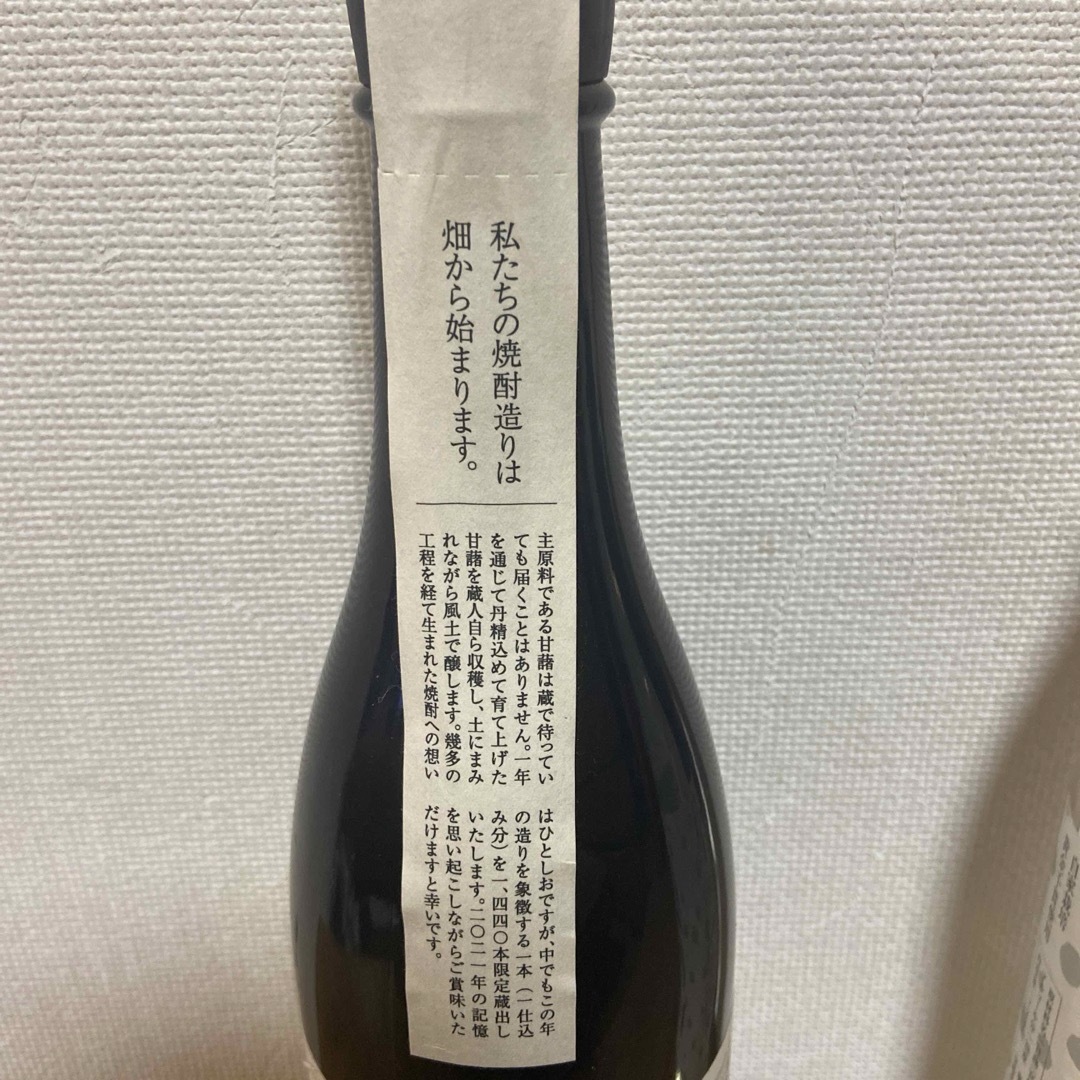 私たちの焼酎造りは
畑から始まります。
主原料である甘藷は蔵で待ってい
ても届くことはありません。一年
を通じて丹精込めて育て上げた
甘藷を蔵人自ら収穫し、土にまみ
れながら風土で醸します。幾多の
工程を経て生まれた焼酎への想い
はひとしおですが、中でもこの年
の造りを象徴する一本（一仕込
み分）を一、四四〇本限定蔵出し
いたします。二〇二一年の記憶
を思い起こしながらご賞味いた
だけますと幸いです。